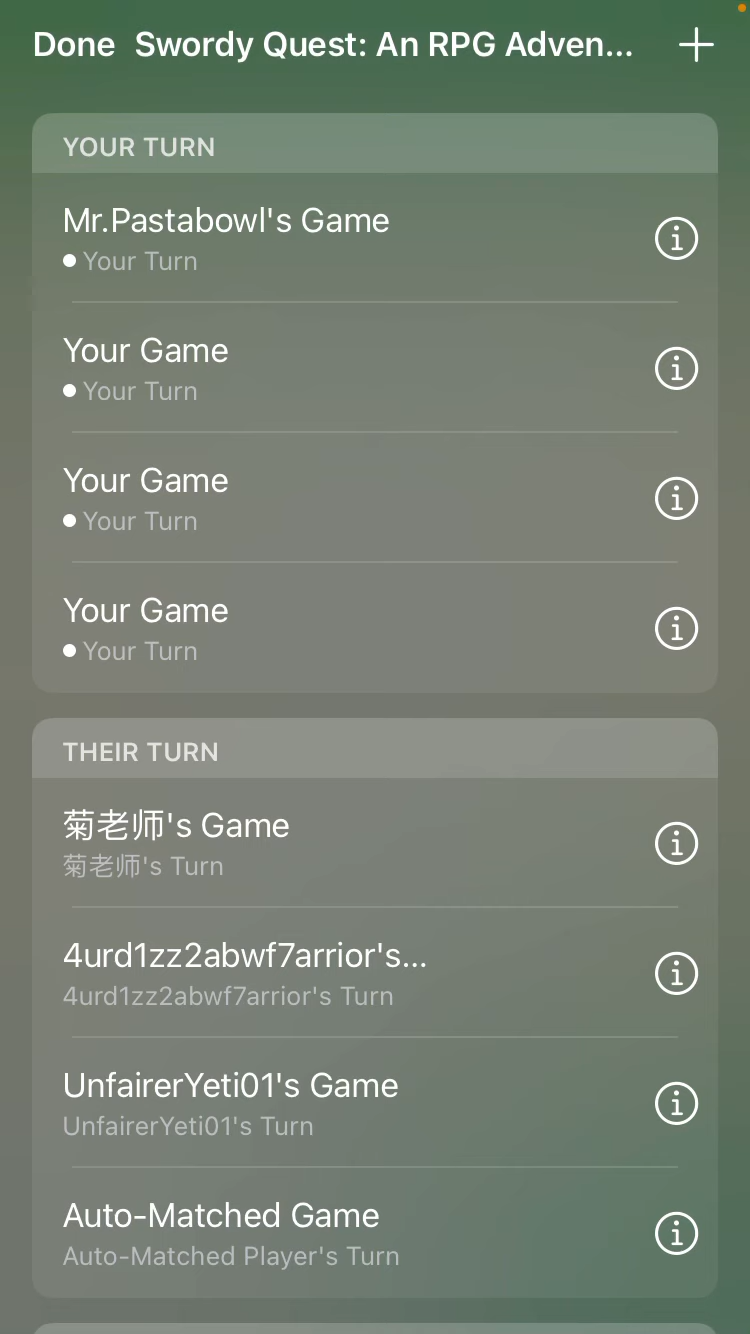 Done Swordy Quest: An RPG Adven...
YOUR TURN
Mr.Pastabowl's Game
Your Turn
Your Game
Your Turn
Your Game
Your Turn
Your Game
Your Turn
THEIR TURN
菊老师's Game
菊老师's Turn
4urd1zz2abwf7arrior's...
4urd1zz2abwf7arrior's Turn
UnfairerYeti01's Game
UnfairerYeti01's Turn
Auto-Matched Game
Auto-Matched Player's Turn